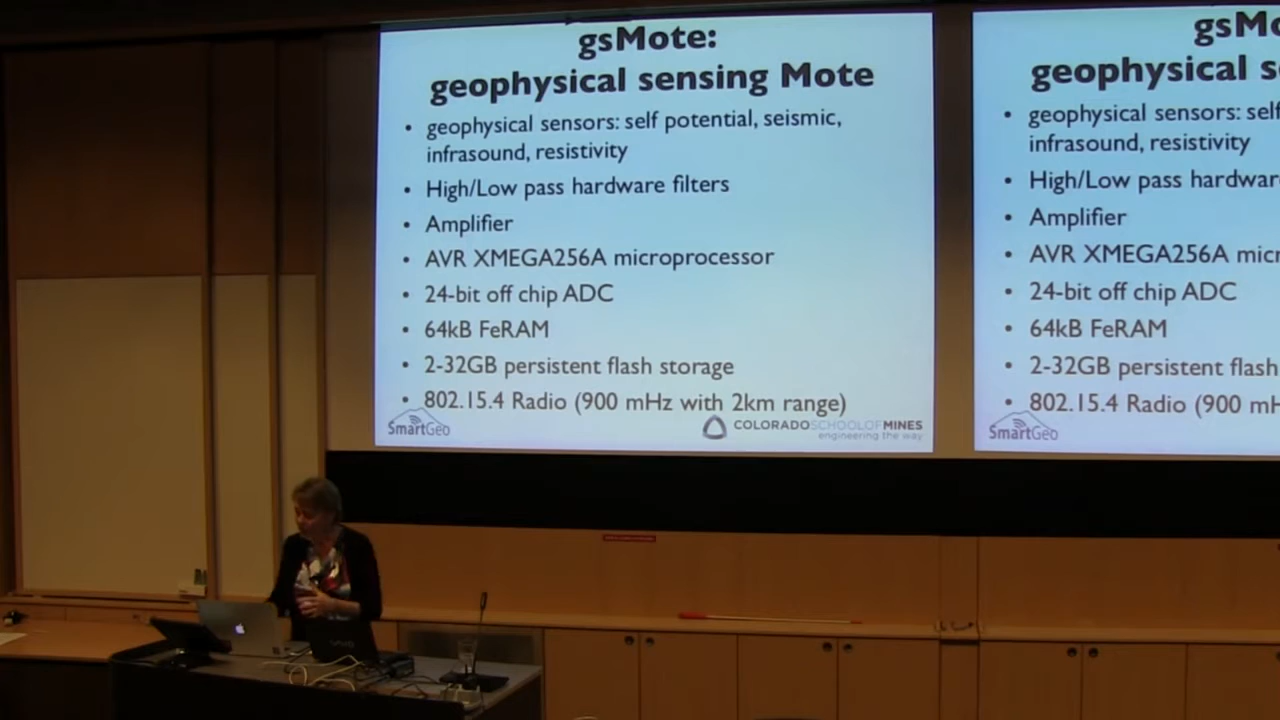 gsMote:
geophysical sensing Mote
• geophysical sensors: self potential, seismic,
infrasound, resistivity
• High/Low pass hardware filters
• Amplifier
• AVR XMEGA256A microprocessor
• 24-bit off chip ADC
• 64kB FeRAM
• 2-32GB persistent flash storage
• 802.15.4 Radio (900 mHz with 2km range)
SmartGeo
COLORADOSCHOOLOFMINES
engineering the way
gsMo
geophysical s
• geophysical sensors: self
infrasound, resistivity
• High/Low pass hardwar
• Amplifier
• AVR XMEGA256A micr
• 24-bit off chip ADC
• 64kB FeRAM
• 2-32GB persistent flash
• 802.15.4 Radio (900 mH
SmartGeo